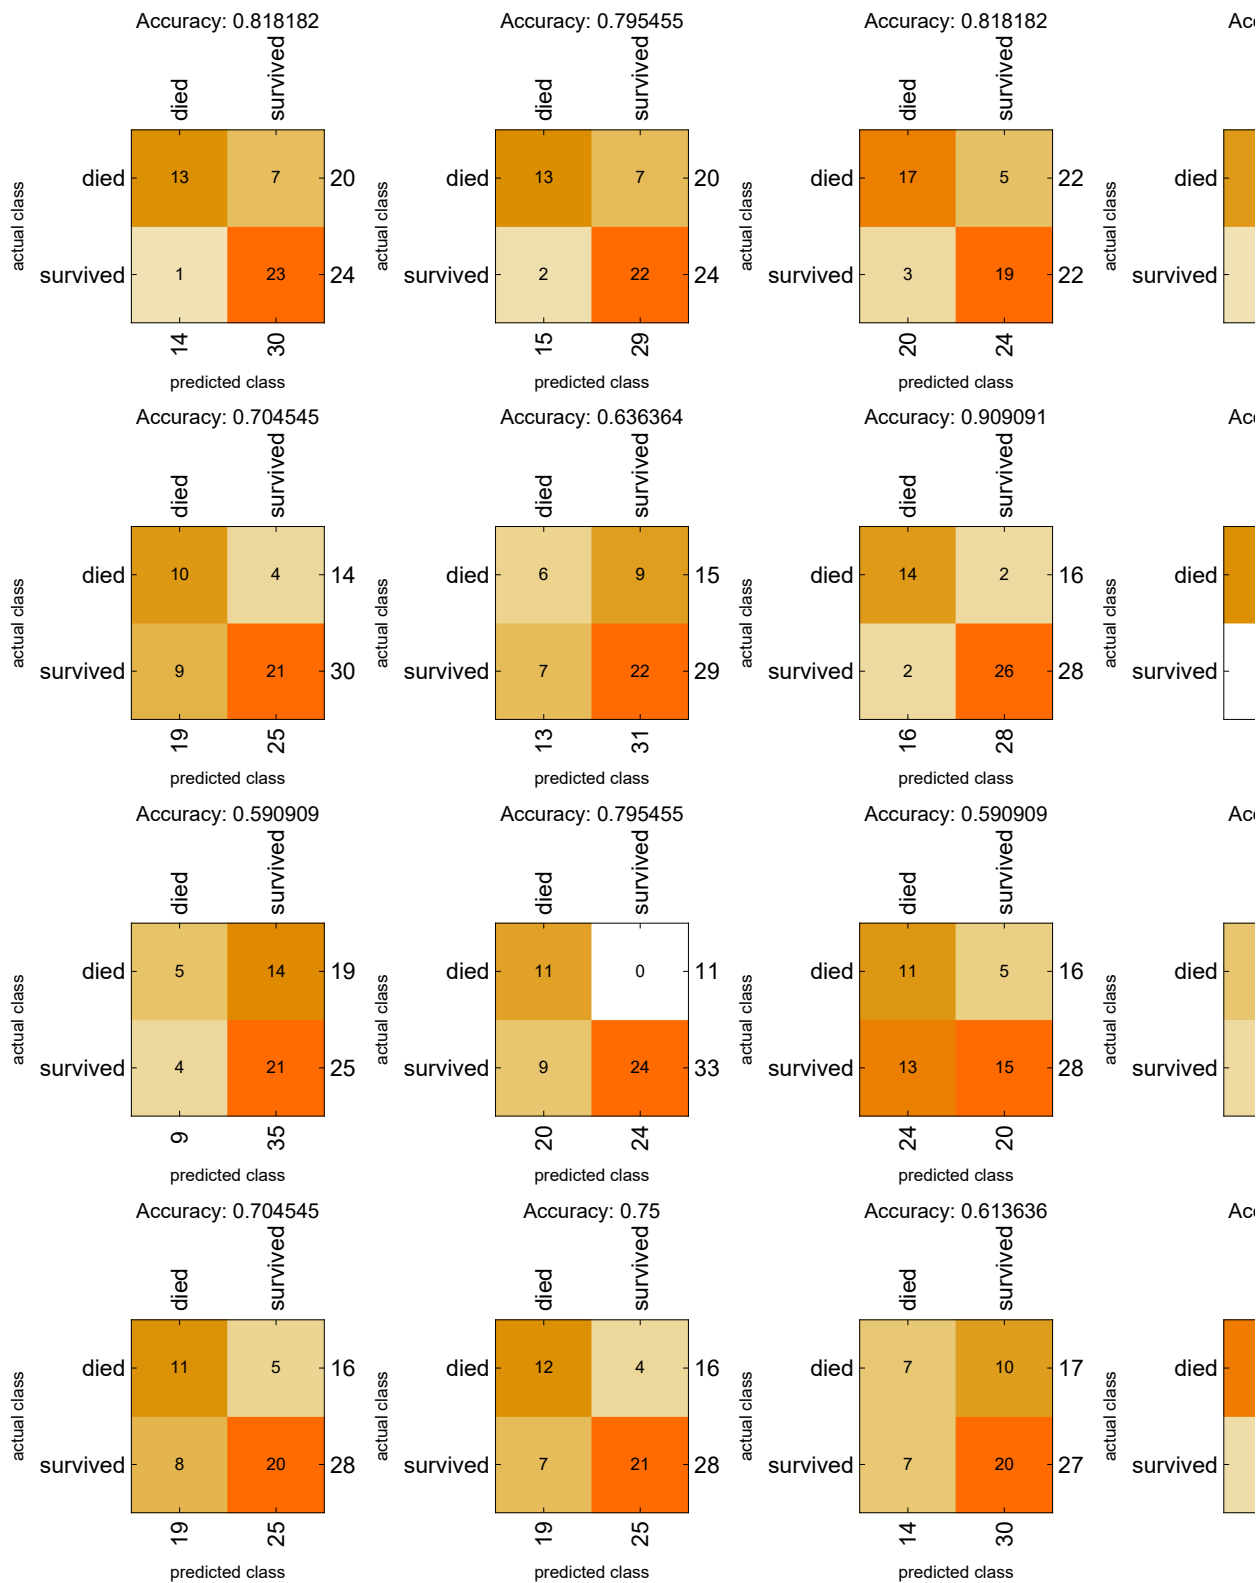 Accuracy: 0.818182 Accuracy: 0.795455 Accuracy: 0.818182 Acc
died survived died survived died survived
died 13 7 20 died 13 7 20 died 17 5 22 died
actual class actual class actual class actual class
survived 1 23 24 survived 2 22 24 survived 3 19 22 survived
14 30 15 29 20 24
predicted class predicted class predicted class
Accuracy: 0.704545 Accuracy: 0.636364 Accuracy: 0.909091 Acc
died survived died survived died survived
died 10 4 14 died 6 9 15 died 14 2 16 died
actual class actual class actual class actual class
survived 9 21 30 survived 7 22 29 survived 2 26 28 survived
19 25 13 31 16 28
predicted class predicted class predicted class
Accuracy: 0.590909 Accuracy: 0.795455 Accuracy: 0.590909 Acc
died survived died survived died survived
died 5 14 19 died 11 0 11 died 11 5 16 died
actual class actual class actual class actual class
survived 4 21 25 survived 9 24 33 survived 13 15 28 survived
9 35 20 24 24 20
predicted class predicted class predicted class
Accuracy: 0.704545 Accuracy: 0.75 Accuracy: 0.613636 Acc
died survived died survived died survived
died 11 5 16 died 12 4 16 died 7 10 17 died
actual class actual class actual class actual class
survived 8 20 28 survived 7 21 28 survived 7 20 27 survived
19 25 19 25 14 30
predicted class predicted class predicted class